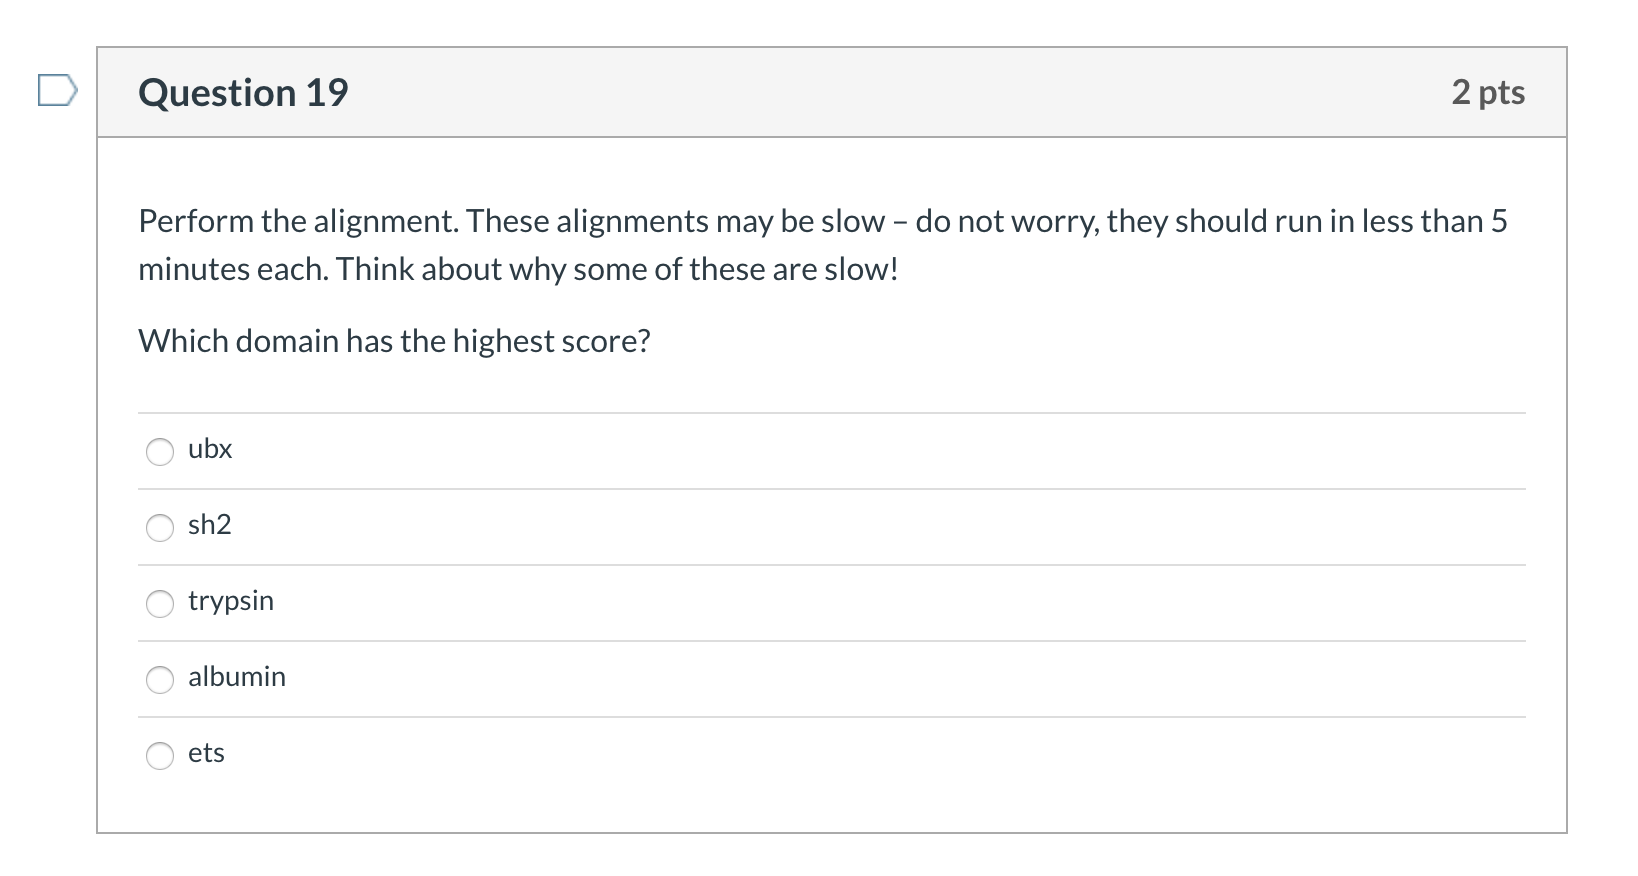 Question 19
2 pts
Perform the alignment. These alignments may be slow – do not worry, they should run in less than 5
minutes each. Think about why some of these are slow!
Which domain has the highest score?
ubx
sh2
trypsin
albumin
ets